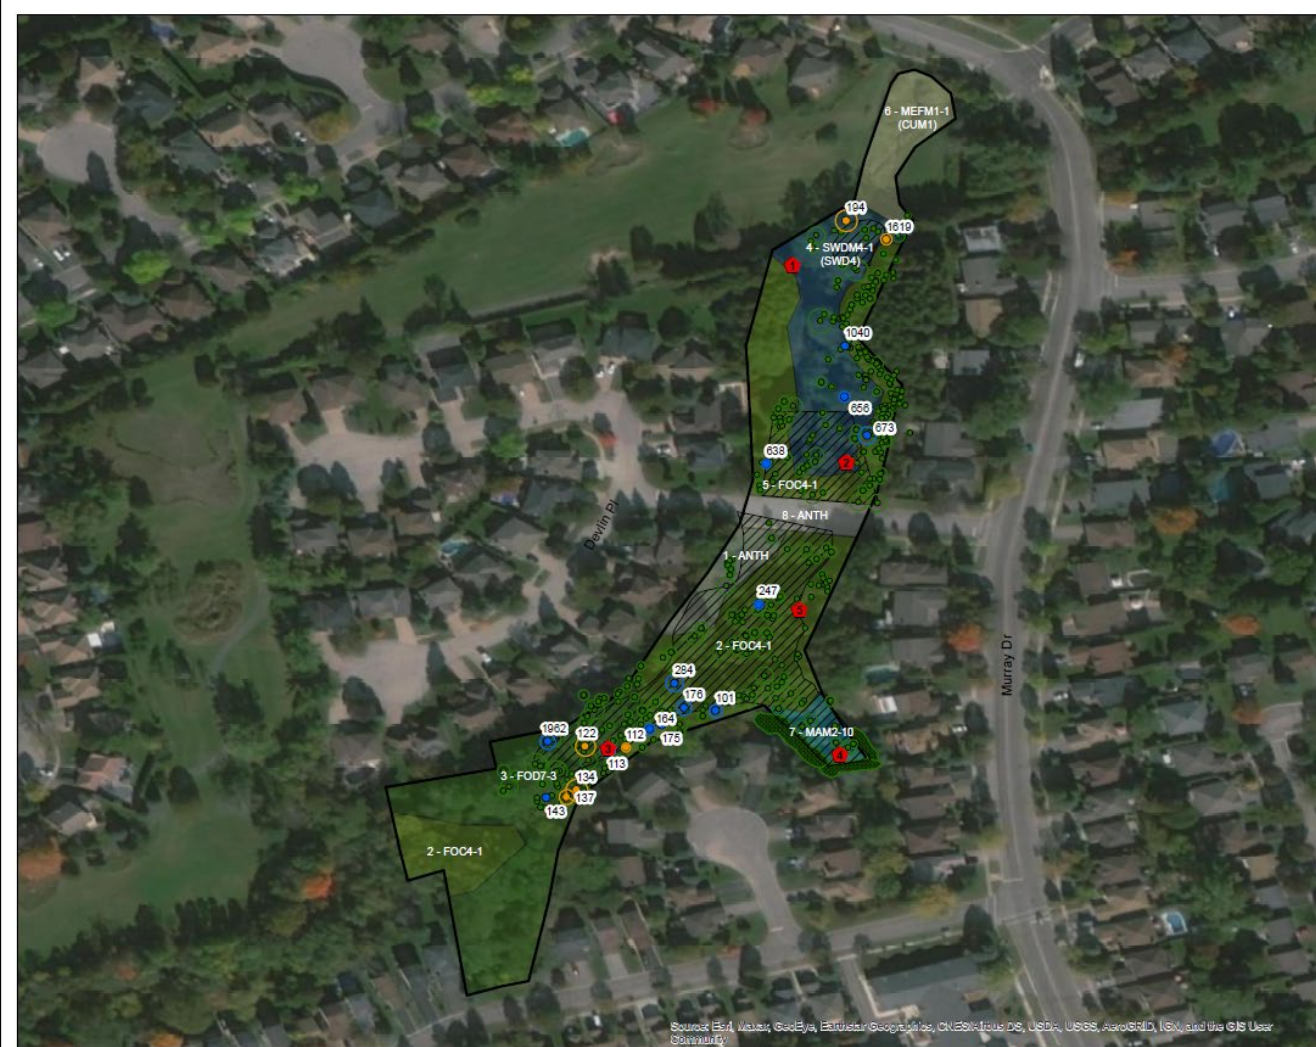 6 - MEFM1-1
(CUM1)
194
1619
4 - SWDM4-1
(SWD4)
1
1040
656
673
638
2
5 - FOC4-1
8 - ANTH
Devlin Pl
1 - ANTH
247
5
2 - FOC4-1
Murray Dr
284
176
101
164
1962
122
112
175
7 - MAM2-10
3
113
4
3 - FOD7-3
134
137
143
2 - FOC4-1
Source: Esri, Maxar, GeoEye, Earthstar Geographics, CNES/Airbus DS, USDA, USGS, AeroGRID, IGN, and the GIS User
Community